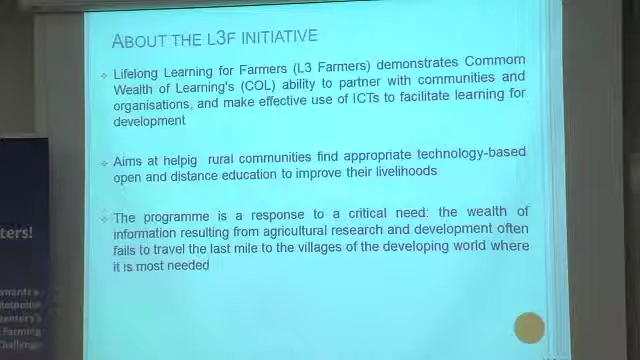 ABOUT THE L3F INITIATIVE
Lifelong Learning for Farmers (L3 Farmers) demonstrates Commom
Wealth of Learning's (COL) ability to partner with communities and
organisations, and make effective use of ICTs to facilitate learning for
development
Aims at helpig rural communities find appropriate technology-based
open and distance education to improve their livelihoods
The programme is a response to a critical need: the wealth of
information resulting from agricultural research and development often
fails to travel the last mile to the villages of the developing world where
it is most needed
ters!
Response
Farming
Challenge